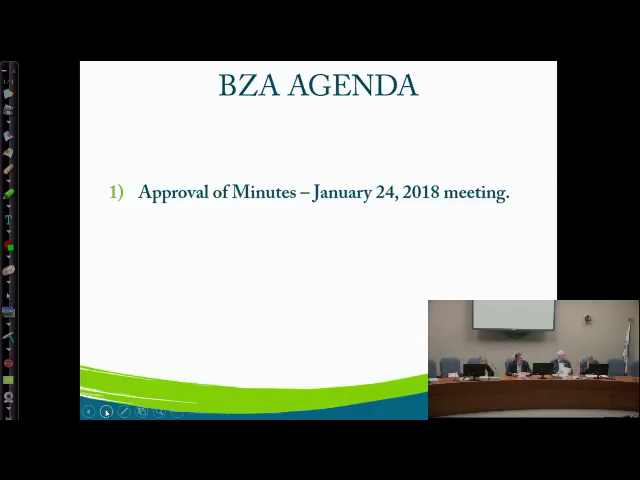 BZA AGENDA
1) Approval of Minutes – January 24, 2018 meeting.